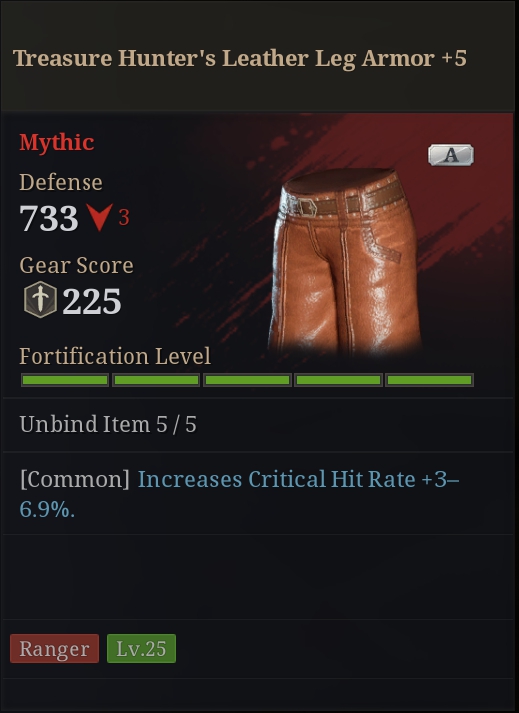 Treasure Hunter's Leather Leg Armor +5
Mythic
A
Defense
733 3
Gear Score
225
Fortification Level
Unbind Item 5 / 5
[Common] Increases Critical Hit Rate +3–
6.9%.
Ranger Lv.25